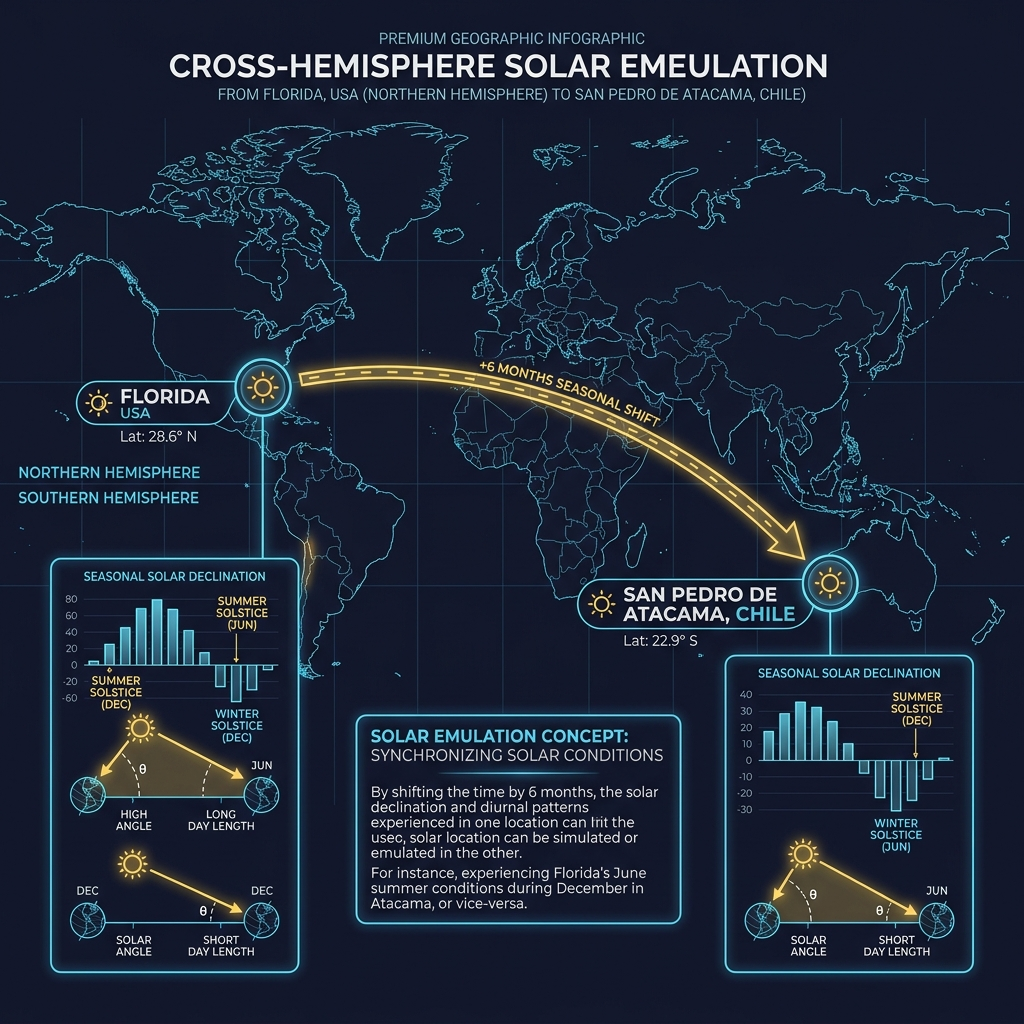 PREMIUM GEOGRAPHIC INFOGRAPHIC
CROSS-HEMISPHERE SOLAR EMEULATION
FROM FLORIDA, USA (NORTHERN HEMISPHERE) TO SAN PEDRO DE ATACAMA, CHILE)
+6 MONTHS SEASONAL SHIFT
FLORIDA
USA
Lat: 28.6° N
NORTHERN HEMISPHERE
SOUTHERN HEMISPHERE
SEASONAL SOLAR DECLINATION
80
60
40
20
0
-20
-60
SUMMER
SOLSTICE
(JUN)
SUMMER
SOLSTICE
(DEC)
WINTER
SOLSTICE
(DEC)
θ
JUN
HIGH
ANGLE
LONG
DAY LENGTH
DEC
DEC
θ
SOLAR
ANGLE
SHORT
DAY LENGTH
SOLAR EMULATION CONCEPT:
SYNCHRONIZING SOLAR CONDITIONS
By shifting the time by 6 months, the solar
declination and diurnal patterns
experienced in one location can the
solar location can be simulated or
emulated in the other.
For instance, experiencing Florida's June
summer conditions during December in
Atacama, or vice-versa.
SAN PEDRO DE
ATACAMA, CHILE
Lat: 22.9° S
SEASONAL SOLAR DECLINATION
40
30
20
10
0
-10
-20
-30
SUMMER
SOLSTICE
(DEC)
WINTER
SOLSTICE
(JUN)
θ
θ
JUN
SOLAR
ANGLE
SHORT
DAY LENGTH